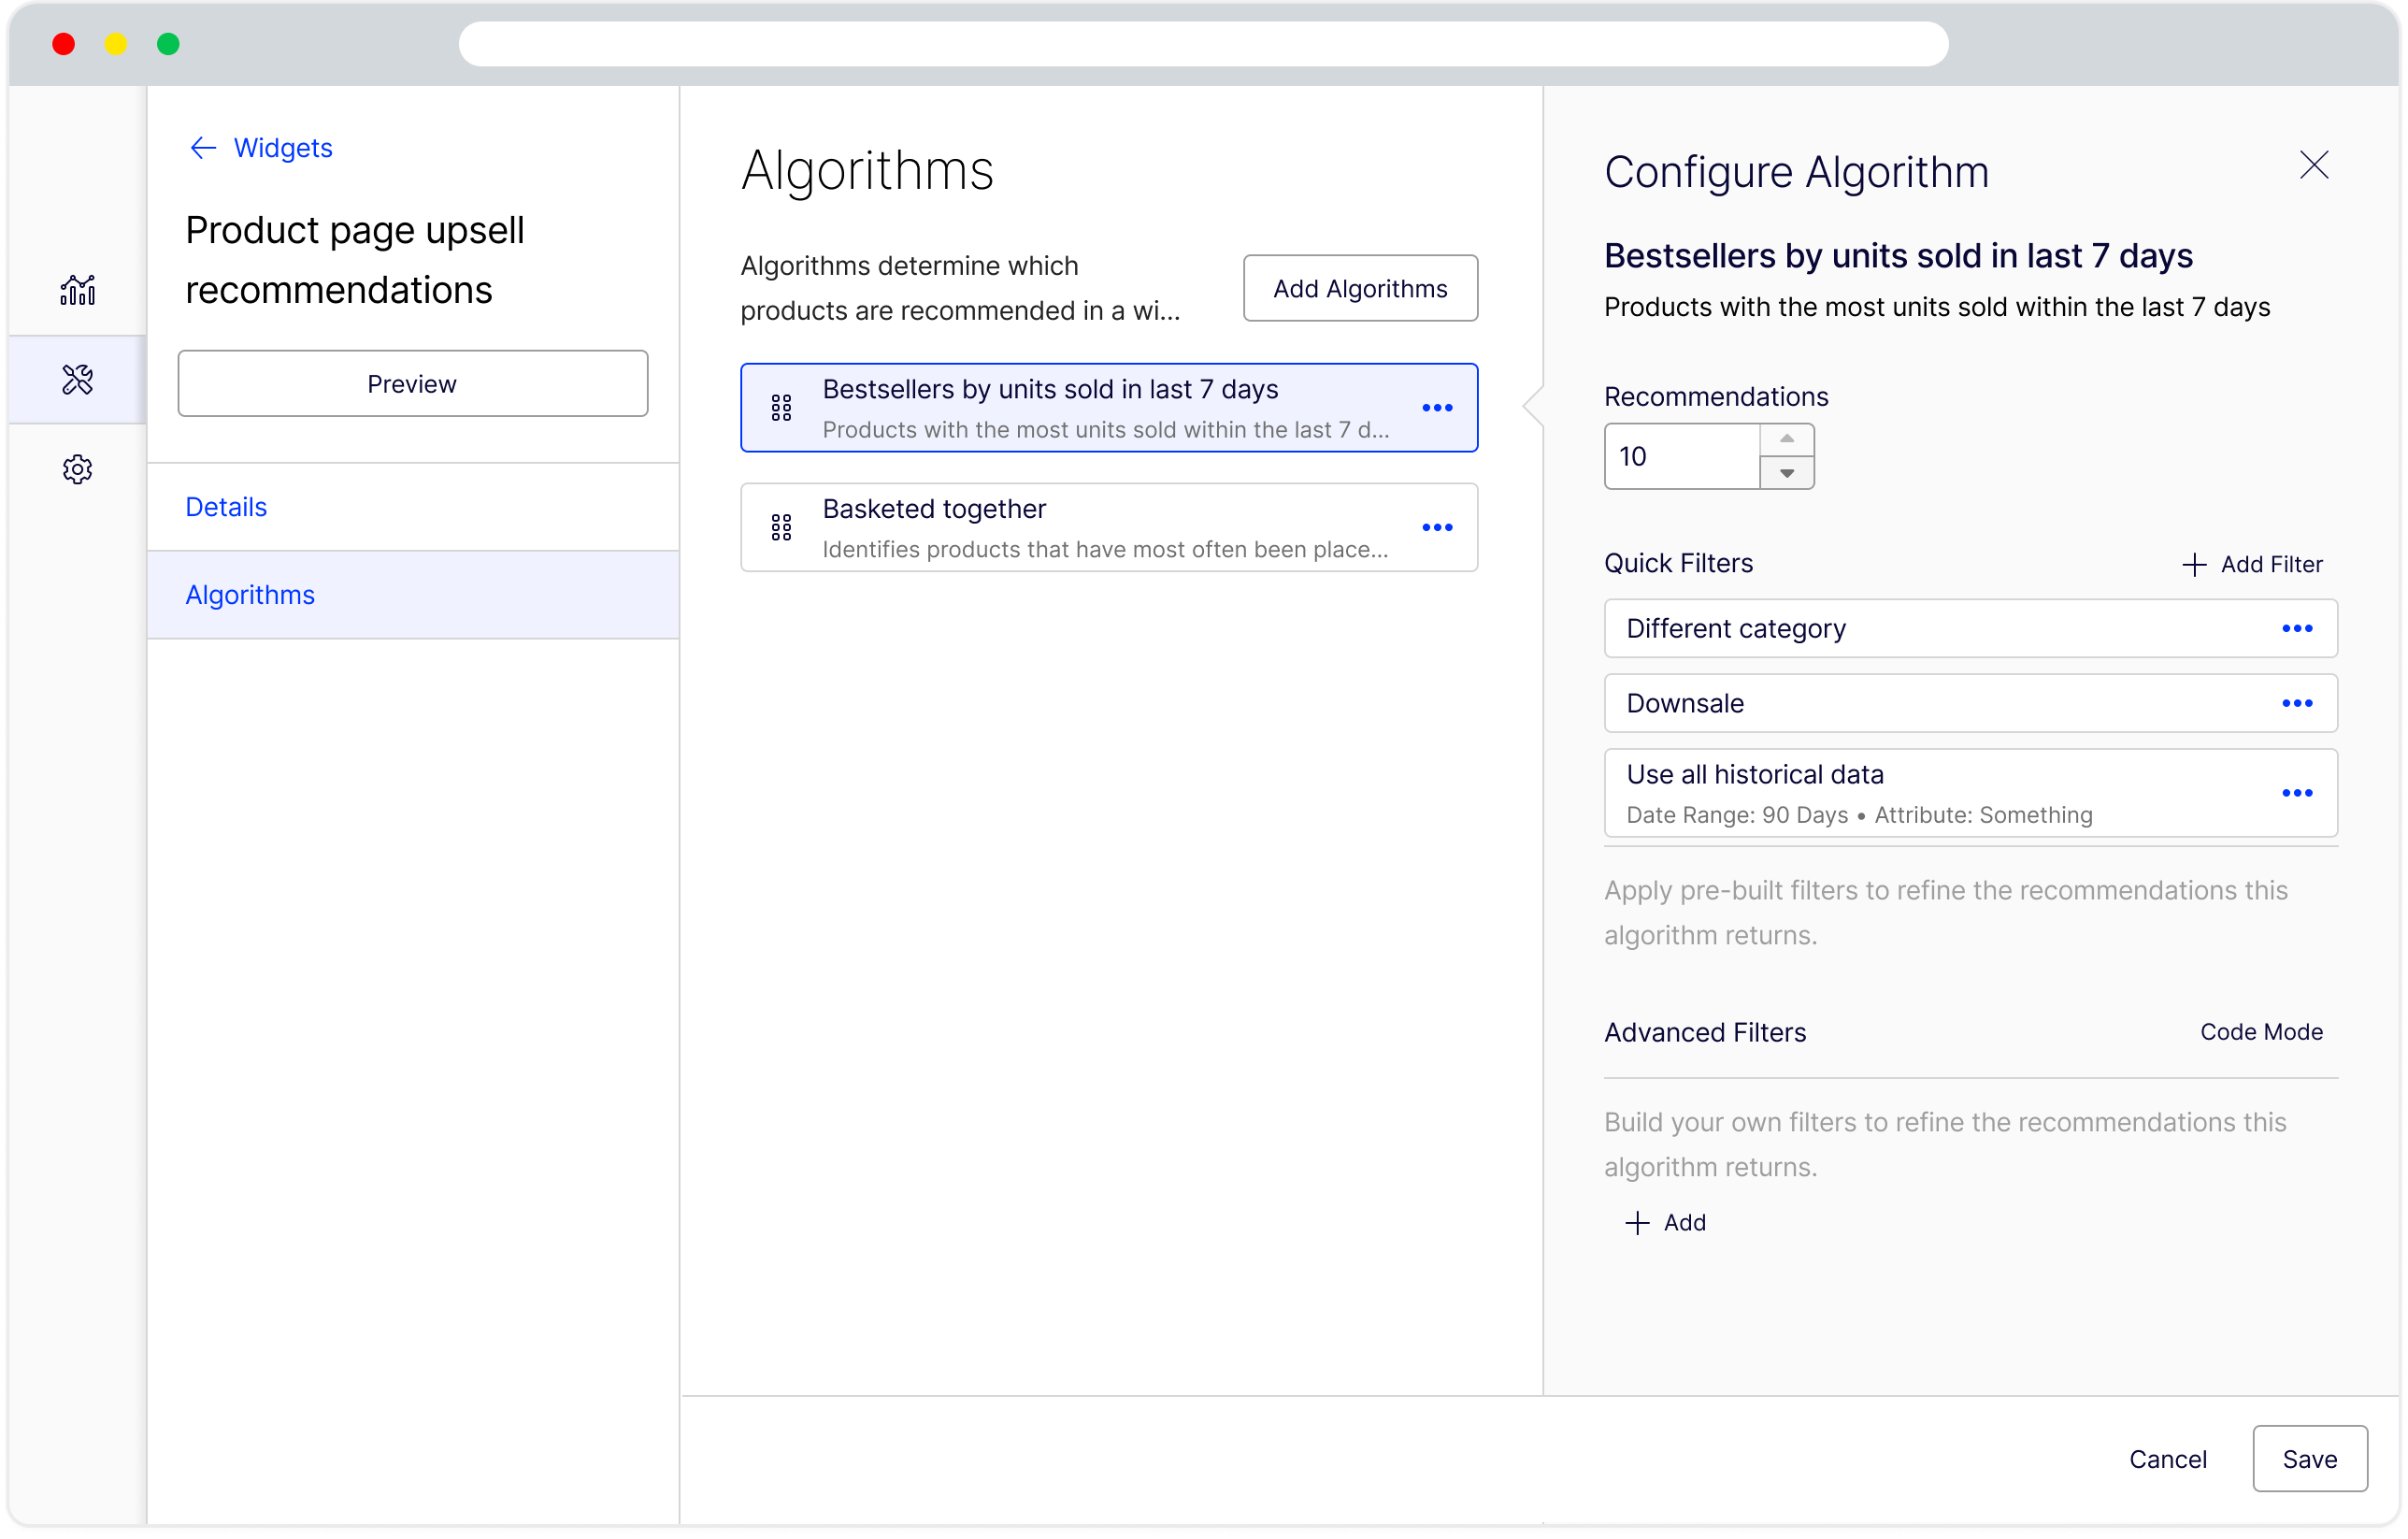 Widgets
Product page upsell
recommendations
Preview
Details
Algorithms
Algorithms
Algorithms determine which
products are recommended in a wi...
Add Algorithms
Bestsellers by units sold in last 7 days
Products with the most units sold within the last 7 d...
Basketed together
Identifies products that have most often been place...
Configure Algorithm
Bestsellers by units sold in last 7 days
Products with the most units sold within the last 7 days
Recommendations
10
Quick Filters
Add Filter
Different category
Downsale
Use all historical data
Date Range: 90 Days • Attribute: Something
Apply pre-built filters to refine the recommendations this
algorithm returns.
Advanced Filters
Code Mode
Build your own filters to refine the recommendations this
algorithm returns.
Add
Cancel
Save